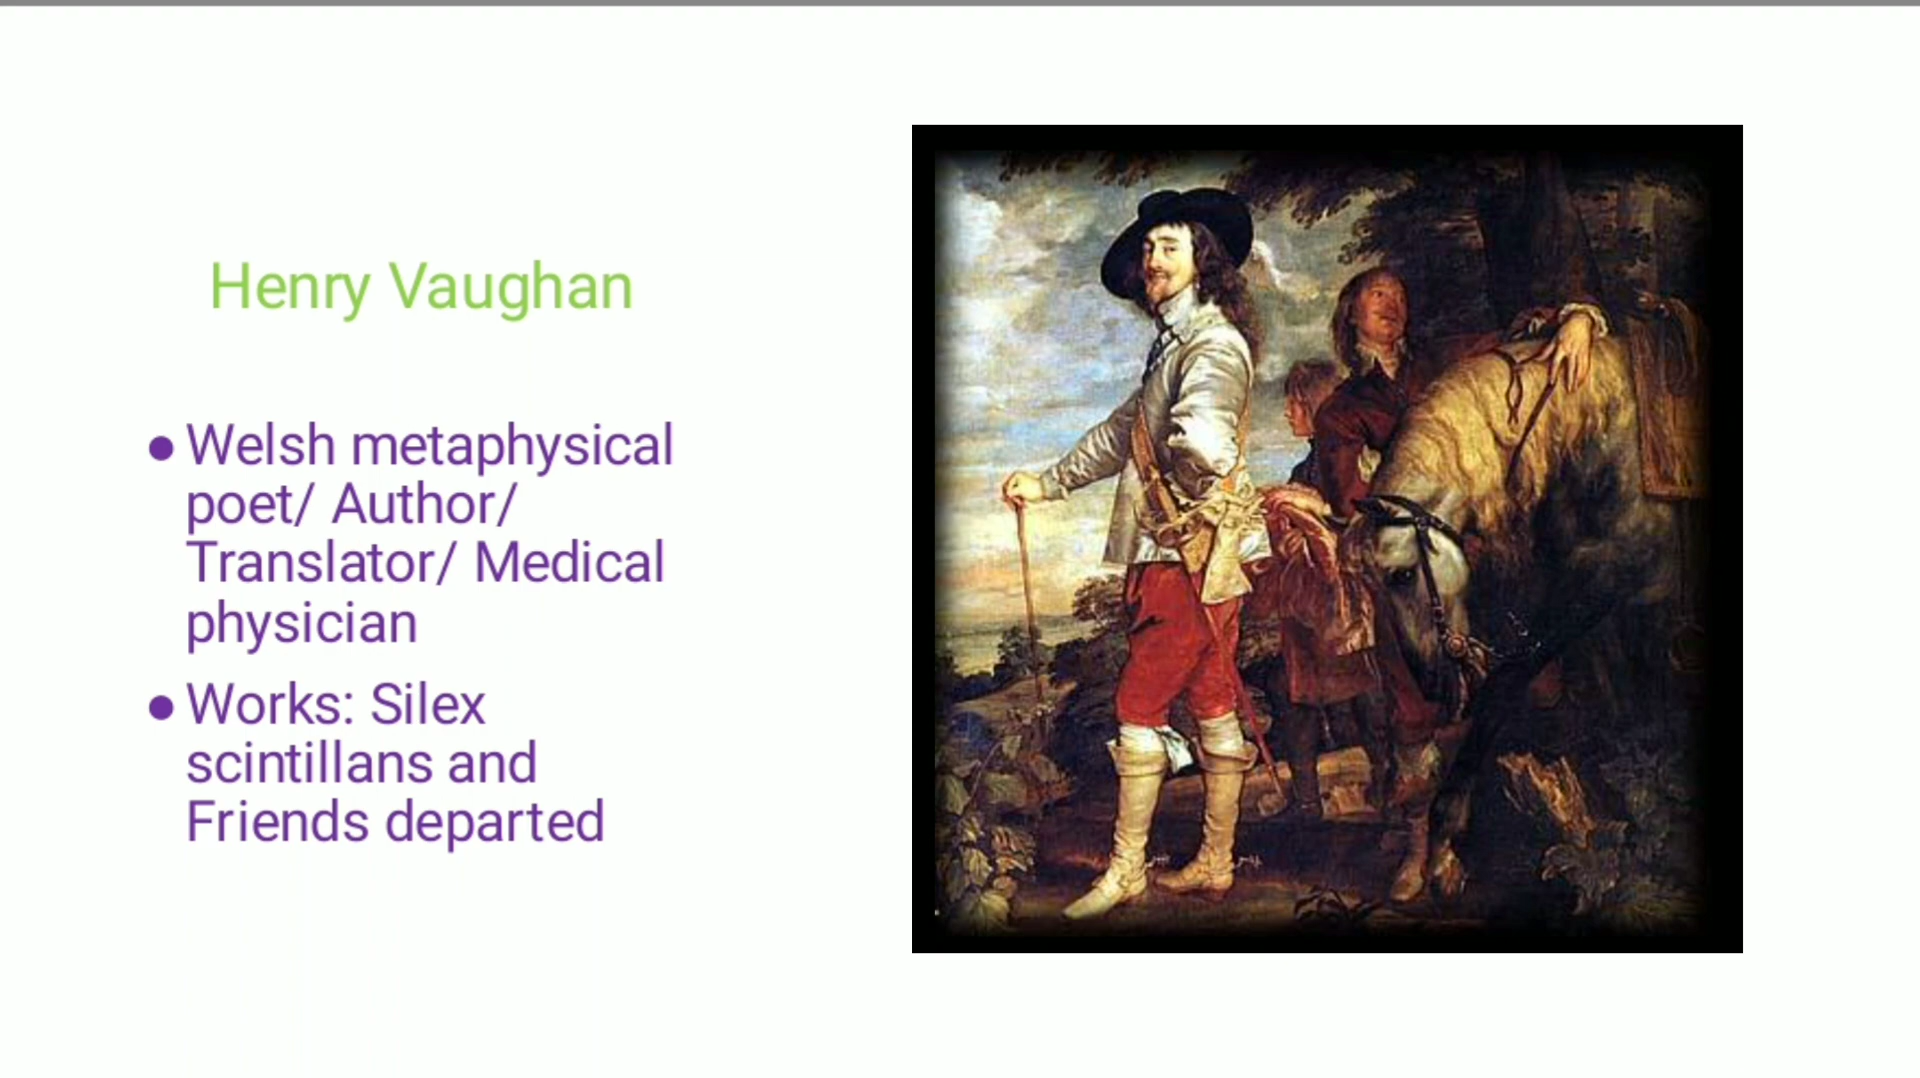 Henry Vaughan
● Welsh metaphysical
poet/ Author/
Translator/ Medical
physician
● Works: Silex
scintillans and
Friends departed